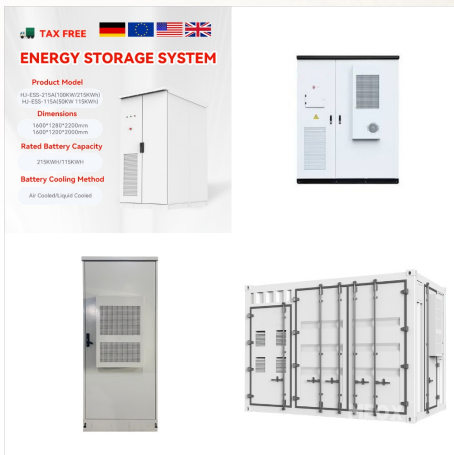 TAX FREE
ENERGY STORAGE SYSTEM
Product Model
HJ-ESS-215A(100KW/215KWh)
HJ-ESS-115A(50KW 115KWh)
Dimensions
1600*1280*2200mm
1600*1200*2000mm
Rated Battery Capacity
215KWH/115KWH
Battery Cooling Method
Air Cooled/Liquid Cooled